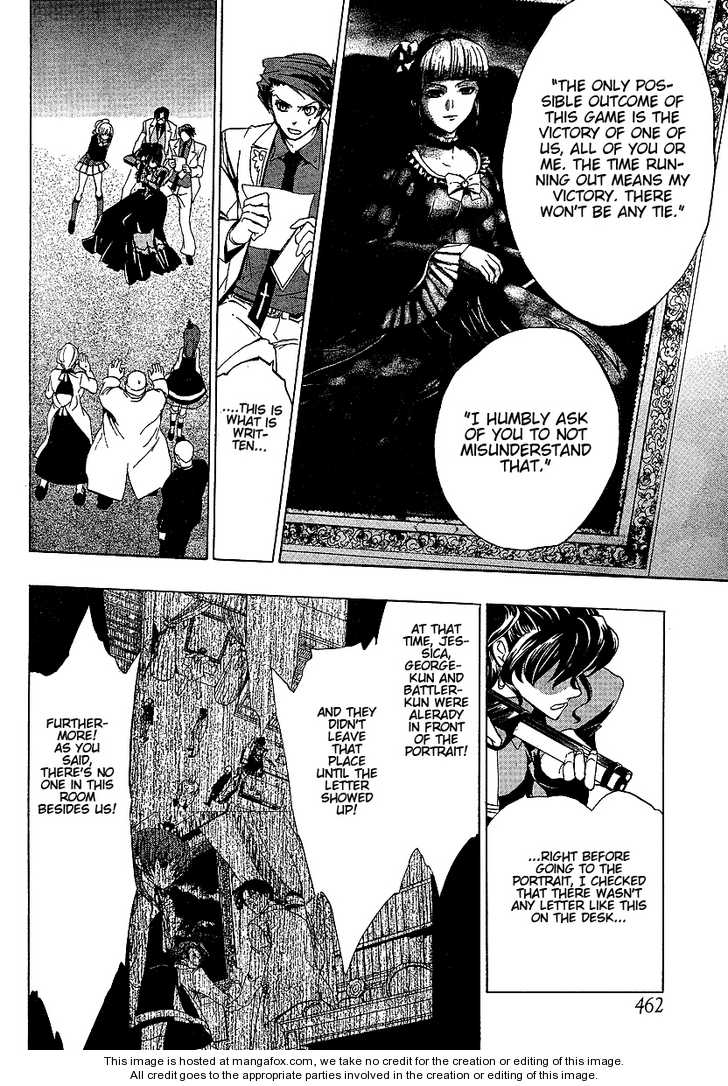 "THE ONLY POS-
SIBLE OUTCOME OF
THIS GAME IS THE
VICTORY OF ONE OF
US, ALL OF YOU OR
ME. THE TIME RUN-
NING OUT MEANS MY
VICTORY. THERE
WON'T BE ANY TIE."
"I HUMBLY ASK
OF YOU TO NOT
MISUNDERSTAND
THAT."
....THIS IS
WHAT IS
WRIT-
TEN...
...RIGHT BEFORE
GOING TO THE
PORTRAIT, I CHECKED
THAT THERE WASN'T
ANY LETTER LIKE THIS
ON THE DESK...
AT THAT
TIME, JES-
SICA,
GEORGE-
KUN AND
BATTLER-
KUN WERE
ALERADY
IN FRONT
OF THE
PORTRAIT!
AND THEY
DIDN'T
LEAVE
THAT
PLACE
UNTIL THE
LETTER
SHOWED
UP!
FURTHER-
MORE!
AS YOU
SAID,
THERE'S NO
ONE IN THIS
ROOM
BESIDES US!
462
This image is hosted at mangafox.com, we take no credit for the creation or editing of this image.
All credit goes to the appropriate parties involved in the creation or editing of this image.